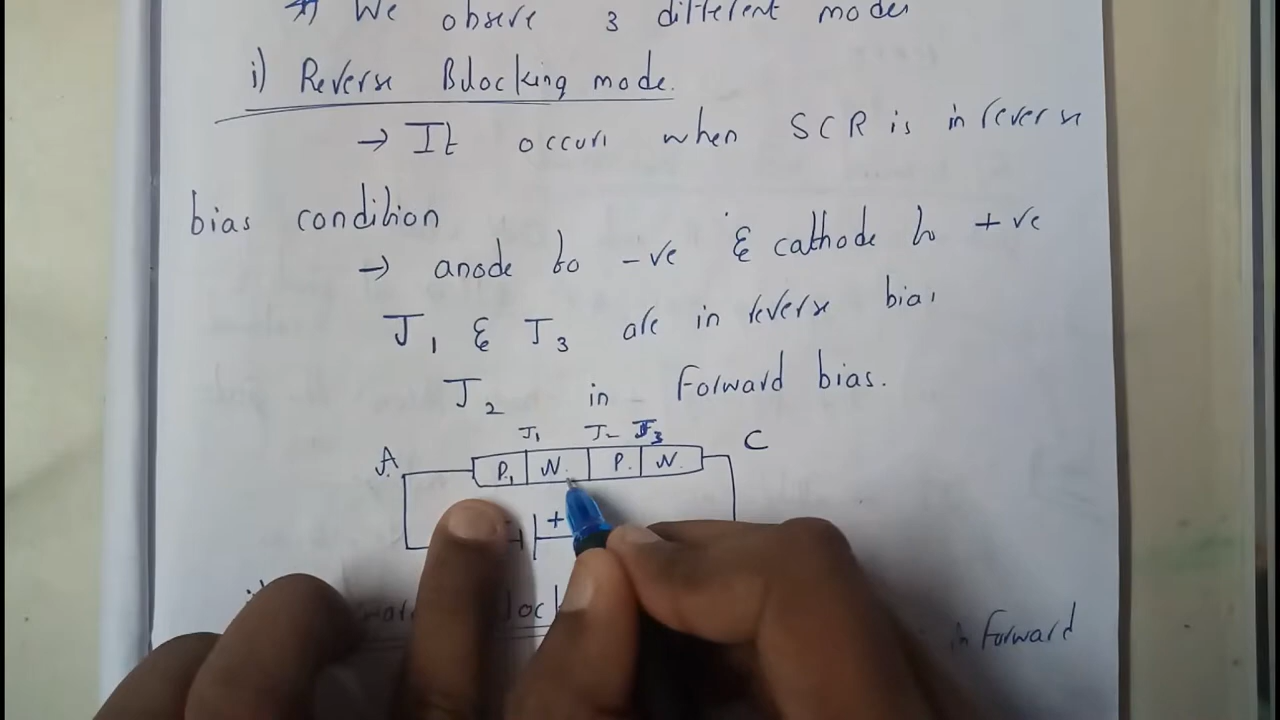 We observe 3 different modes
i) Reverse Blocking mode.
→ It occurs when SCR is in reverse
bias condition
→ anode to -ve & cathode to +ve
J1 & J3 are in reverse bias
J2 in Forward bias.
J1 J2 J3
A C
P1 N P N
+
in Forward